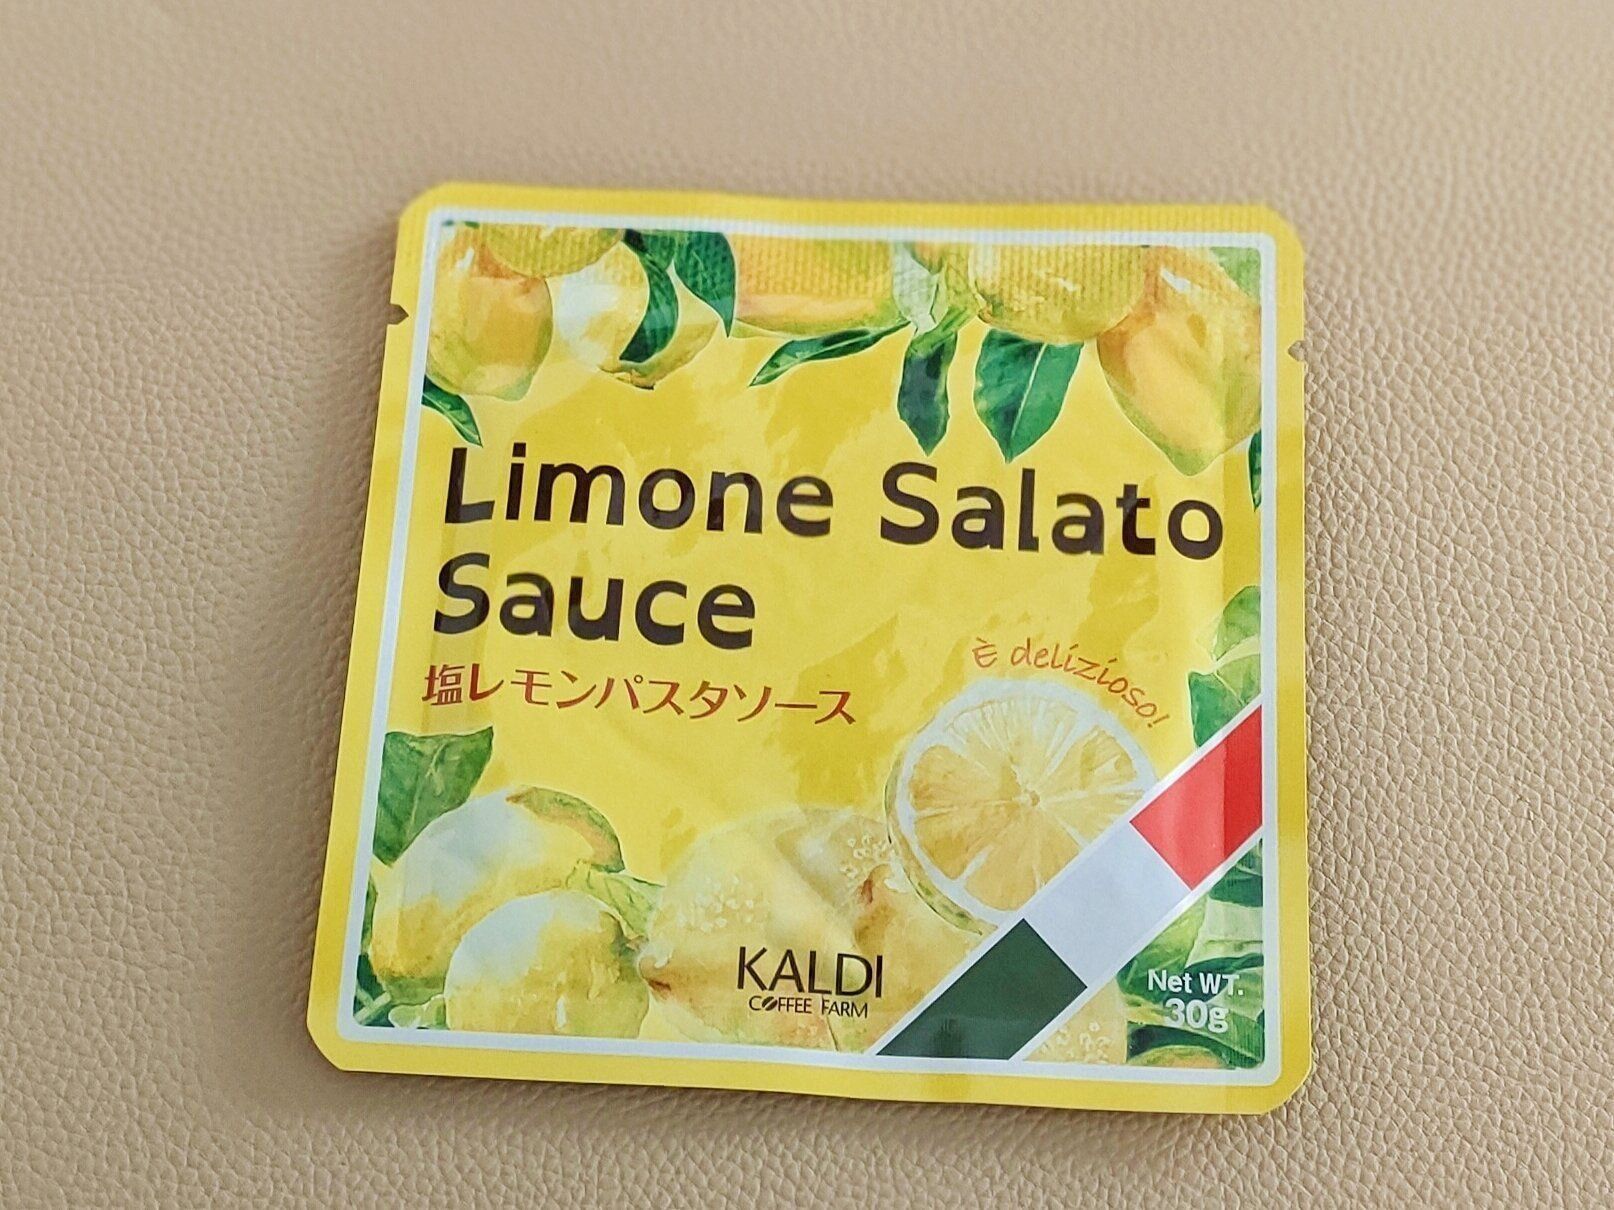 Limone Salato
Sauce
塩レモンパスタソース
È delizioso!
KALDI
COFFEE FARM
Net WT.
30g